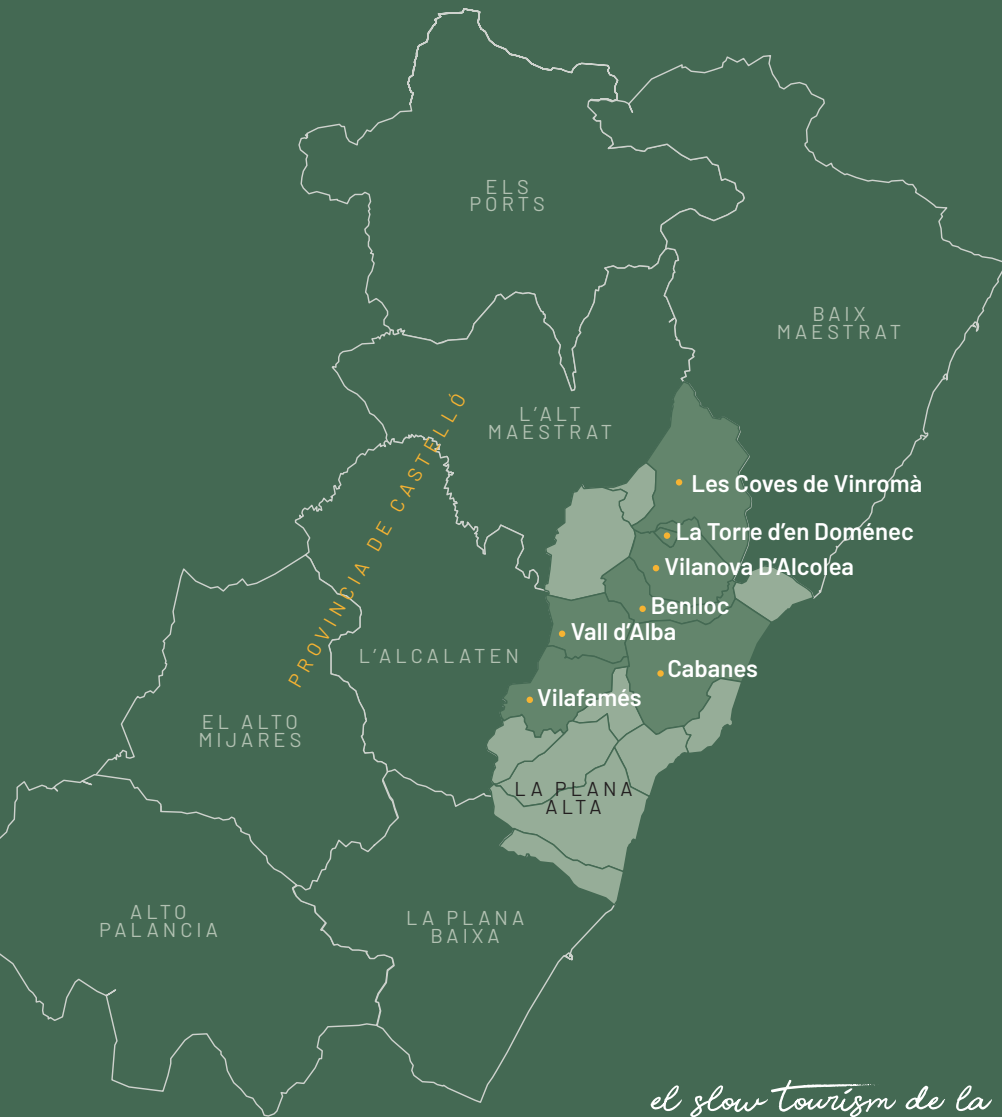 ELS
PORTS
BAIX
MAESTRAT
L'ALT
MAESTRAT
PROVINCIA DE CASTELLÓ
Les Coves de Vinromà
La Torre d'en Doménec
Vilanova D'Alcolea
Benlloc
Vall d'Alba
L'ALCALATEN
Cabanes
Vilafamés
EL ALTO
MIJARES
LA PLANA
ALTA
ALTO
PALANCIA
LA PLANA
BAIXA
el slow tourism de la